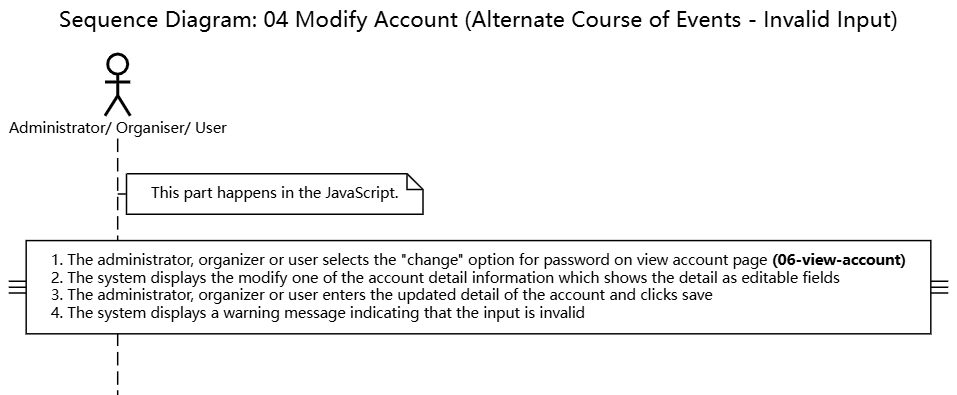 Sequence Diagram: 04 Modify Account (Alternate Course of Events - Invalid Input)
Administrator/ Organiser/ User
This part happens in the JavaScript.
1. The administrator, organizer or user selects the "change" option for password on view account page (06-view-account)
2. The system displays the modify one of the account detail information which shows the detail as editable fields
3. The administrator, organizer or user enters the updated detail of the account and clicks save
4. The system displays a warning message indicating that the input is invalid